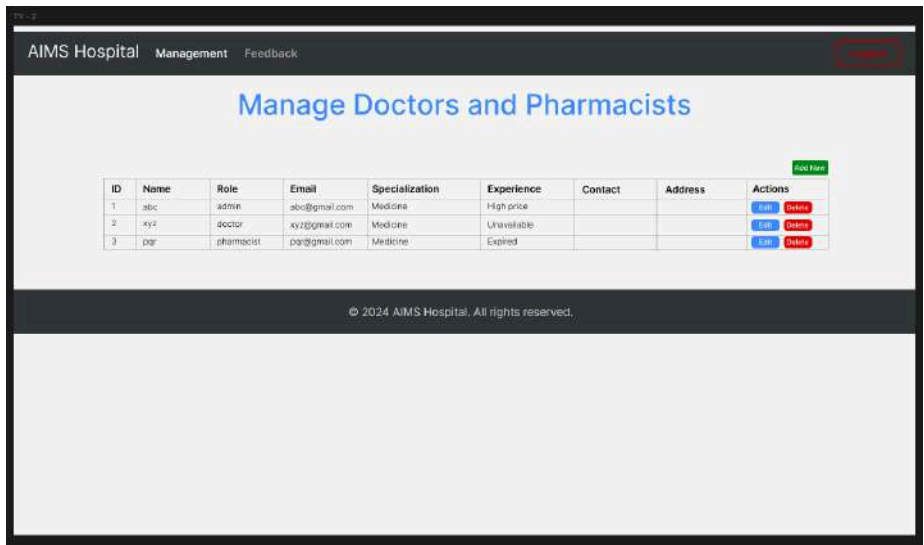 TV - 2
AIMS Hospital Management Feedback
Manage Doctors and Pharmacists
Add New
ID Name Role Email Specialization Experience Contact Address Actions
1 abc admin abc@gmail.com Medicine High price Edit Delete
2 xyz doctor xyz@gmail.com Medicine Unavailable Edit Delete
3 pqr pharmacist pqr@gmail.com Medicine Expired Edit Delete
© 2024 AIMS Hospital. All rights reserved.